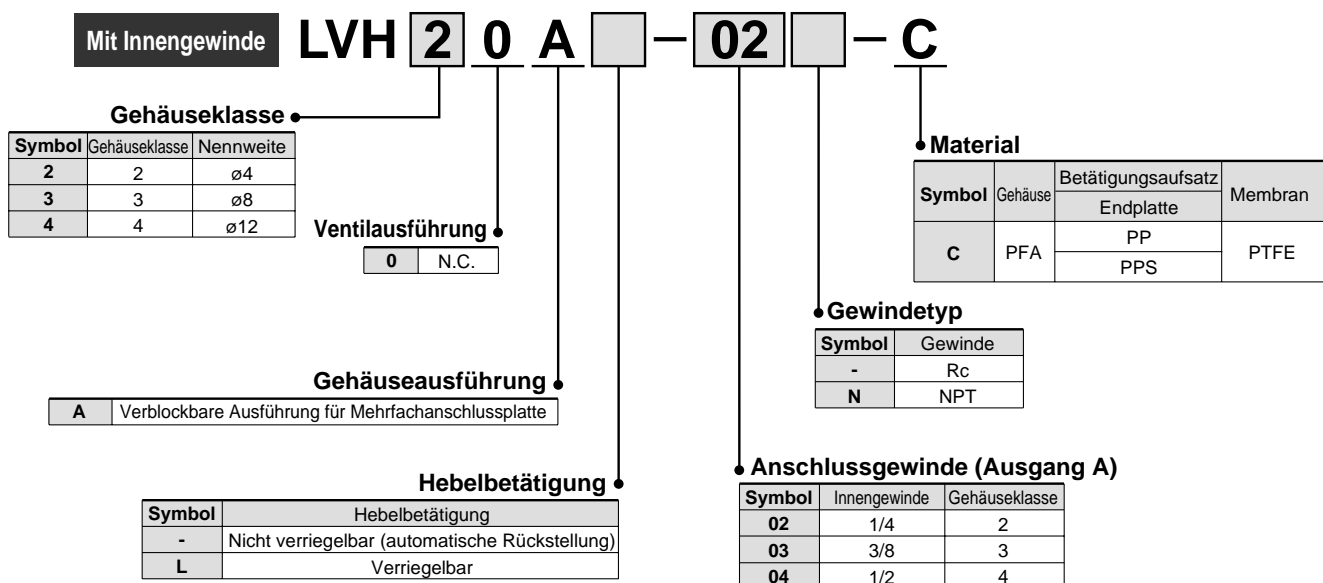 Mit Innengewinde LVH 2 0 A - 02 - C
Gehäuseklasse
Symbol Gehäuseklasse Nennweite
2 2 ø4
3 3 ø8
4 4 ø12
Ventilausführung
0 N.C.
Gehäuseausführung
A Verblockbare Ausführung für Mehrfachanschlussplatte
Hebelbetätigung
Symbol Hebelbetätigung
- Nicht verriegelbar (automatische Rückstellung)
L Verriegelbar
Material
Symbol Gehäuse Betätigungsaufsatz Membran
Endplatte
C PFA PP PTFE
PPS
Gewindetyp
Symbol Gewinde
- Rc
N NPT
Anschlussgewinde (Ausgang A)
Symbol Innengewinde Gehäuseklasse
02 1/4 2
03 3/8 3
04 1/2 4